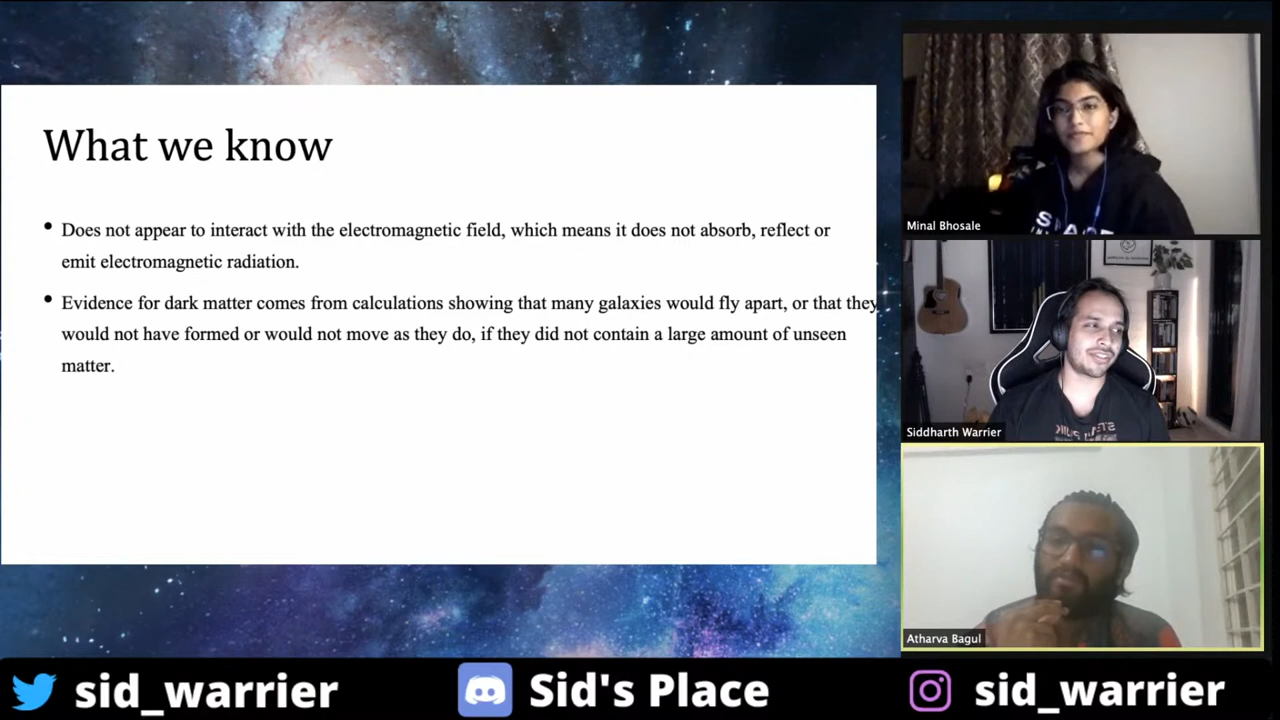 What we know
• Does not appear to interact with the electromagnetic field, which means it does not absorb, reflect or
emit electromagnetic radiation.
• Evidence for dark matter comes from calculations showing that many galaxies would fly apart, or that they
would not have formed or would not move as they do, if they did not contain a large amount of unseen
matter.
Minal Bhosale
Siddharth Warrier
Atharva Bagul
sid_warrier
Sid's Place
sid_warrier